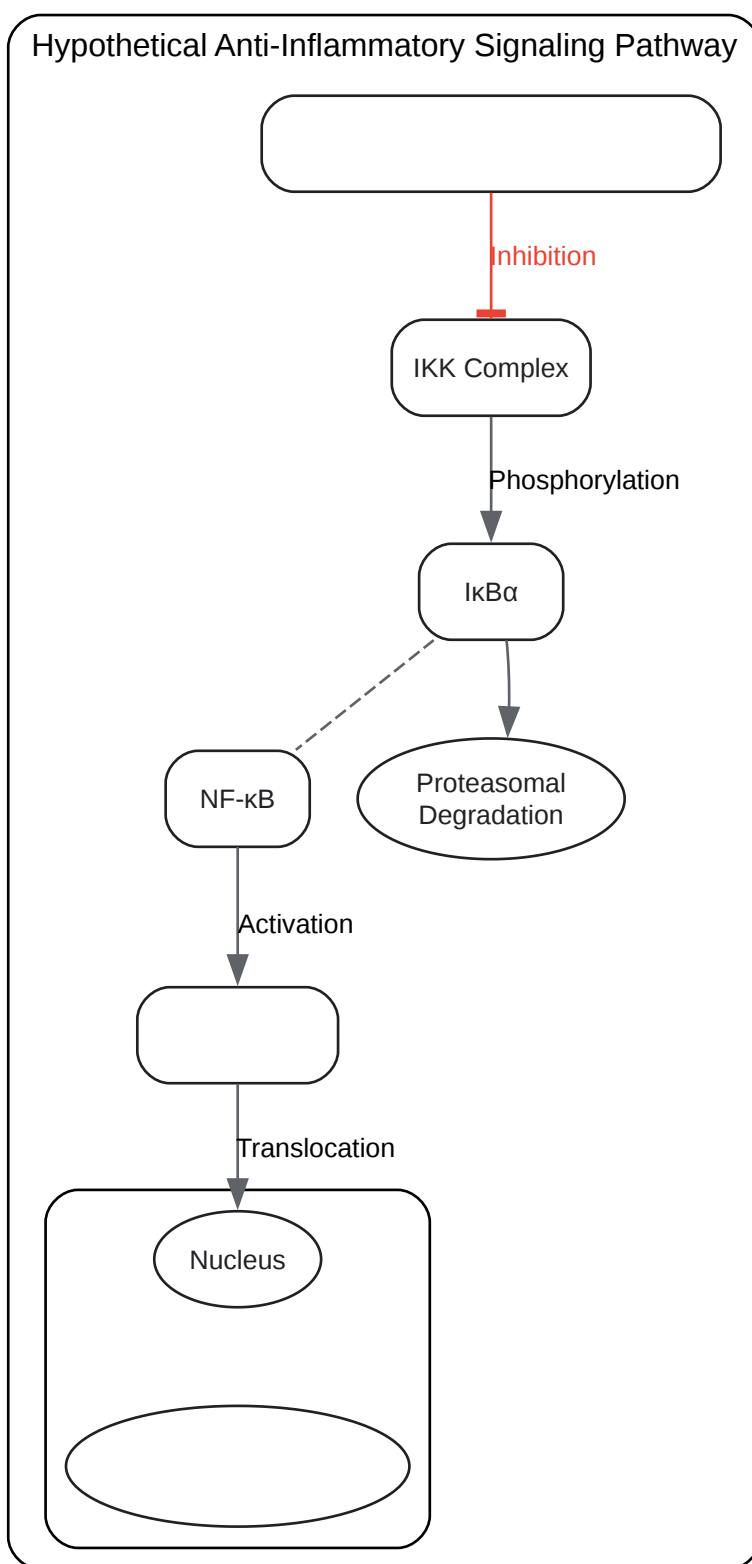 Hypothetical Anti-Inflammatory Signaling Pathway
Inhibition
IKK Complex
Phosphorylation
IκBα
NF-κB
Proteasomal
Degradation
Activation
Translocation
Nucleus